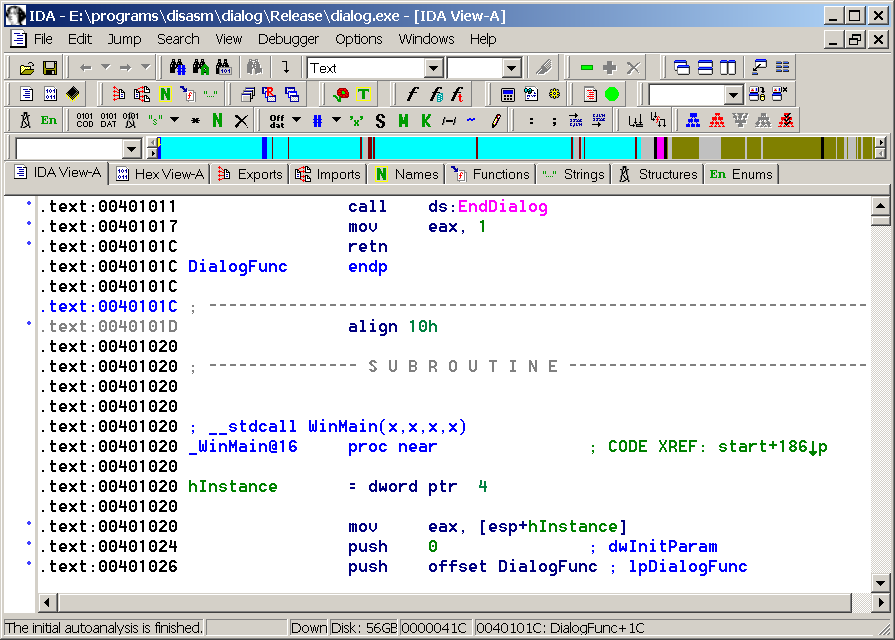 IDA - E:\programs\disasm\dialog\Release\dialog.exe - [IDA View-A]
File Edit Jump Search View Debugger Options Windows Help
Text
En
IDA View-A Hex View-A Exports Imports N Names Functions Strings Structures En Enums
.text:00401011 call ds:EndDialog
.text:00401017 mov eax, 1
.text:0040101C retn
.text:0040101C DialogFunc endp
.text:0040101C
.text:0040101C ; ---------------------------------------------------------------------------
.text:0040101D align 10h
.text:00401020
.text:00401020 ; --------------- S U B R O U T I N E ---------------------------------------
.text:00401020
.text:00401020
.text:00401020 ; __stdcall WinMain(x,x,x,x)
.text:00401020 _WinMain@16 proc near ; CODE XREF: start+186↓p
.text:00401020
.text:00401020 hInstance = dword ptr 4
.text:00401020
.text:00401020 mov eax, [esp+hInstance]
.text:00401024 push 0 ; dwInitParam
.text:00401026 push offset DialogFunc ; lpDialogFunc
The initial autoanalysis is finished. Down Disk: 56GB 0000041C 0040101C: DialogFunc+1C